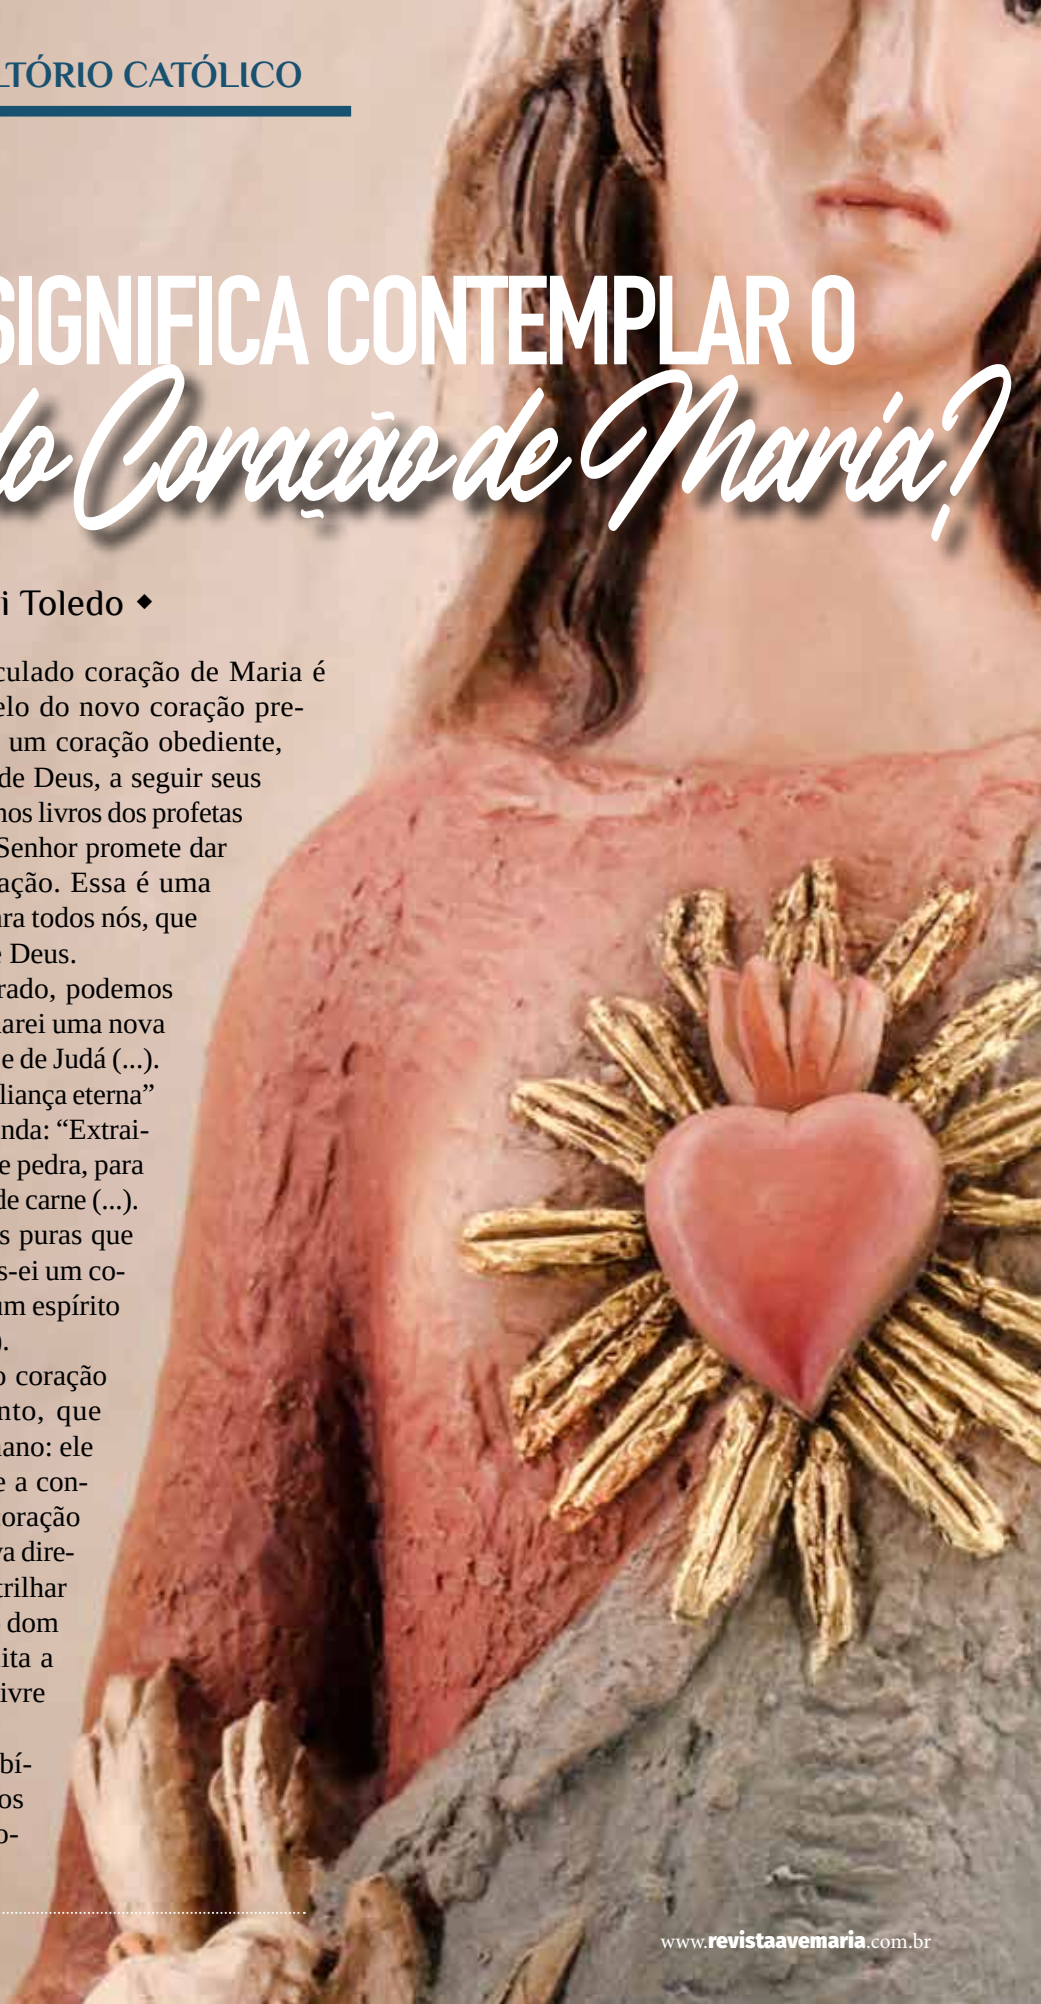 LTÓRIO CATÓLICO
SIGNIFICA CONTEMPLAR O
do Coração de Maria?
i Toledo
culado coração de Maria é
elo do novo coração pre-
um coração obediente,
de Deus, a seguir seus
nos livros dos profetas
Senhor promete dar
ação. Essa é uma
ara todos nós, que
e Deus.
rado, podemos
arei uma nova
e de Judá (...).
liança eterna”
nda: “Extrai-
e pedra, para
de carne (...).
s puras que
s-ei um co-
um espírito
).
o coração
nto, que
ano: ele
e a con-
oração
va dire-
trilhar
dom
ita a
ivre
bí-
os
o-
www.revistaavemaria.com.br